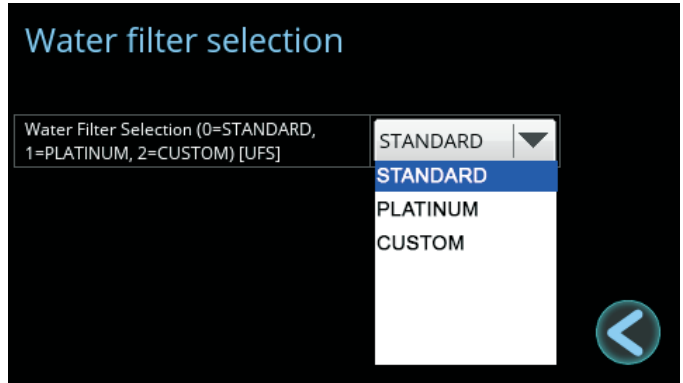 Water filter selection
Water Filter Selection (0=STANDARD,
1=PLATINUM, 2=CUSTOM) [UFS]
STANDARD
STANDARD
PLATINUM
CUSTOM